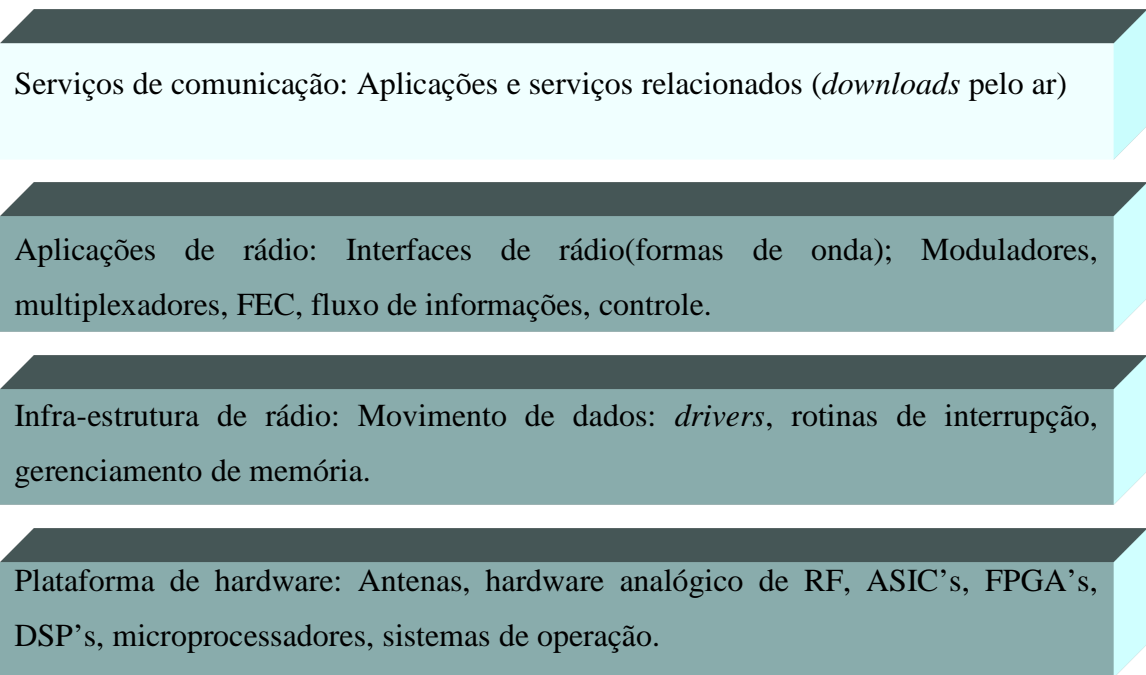 Serviços de comunicação: Aplicações e serviços relacionados (downloads pelo ar)
Aplicações de rádio: Interfaces de rádio(formas de onda); Moduladores,
multiplexadores, FEC, fluxo de informações, controle.
Infra-estrutura de rádio: Movimento de dados: drivers, rotinas de interrupção,
gerenciamento de memória.
Plataforma de hardware: Antenas, hardware analógico de RF, ASIC’s, FPGA’s,
DSP’s, microprocessadores, sistemas de operação.